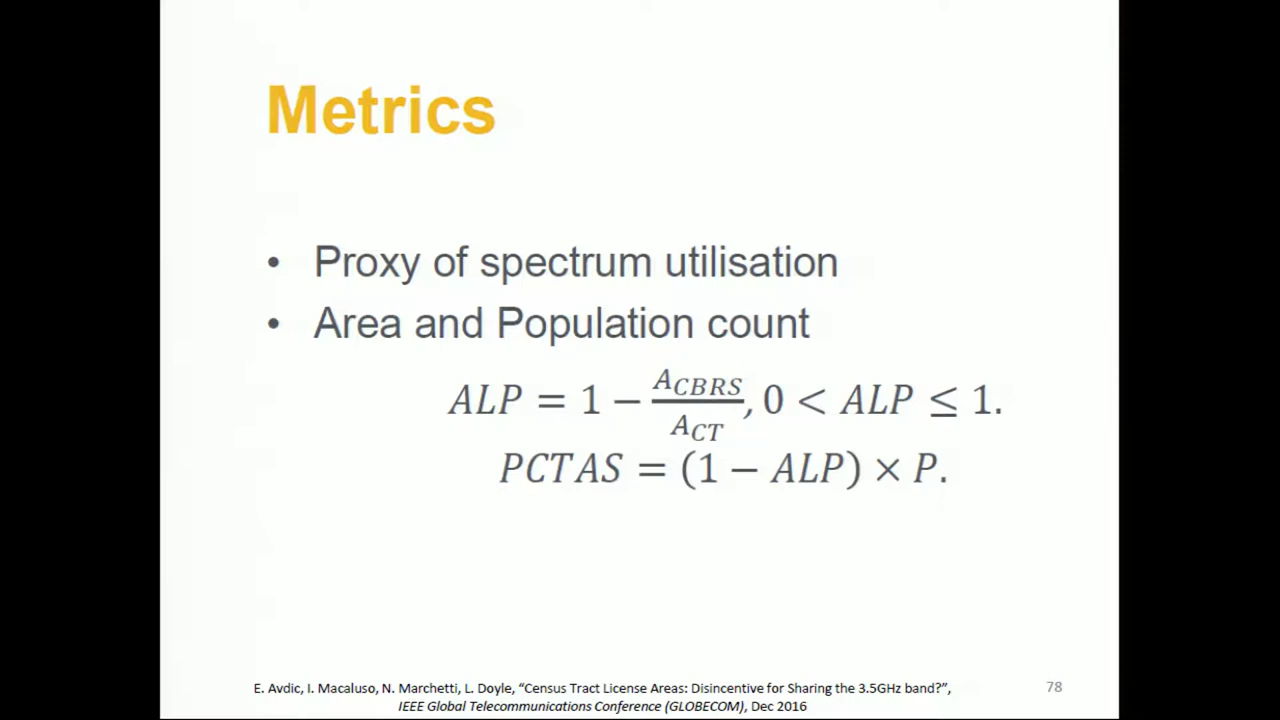 Metrics
• Proxy of spectrum utilisation
• Area and Population count
ALP = 1 − A_CBRS / A_CT, 0 < ALP ≤ 1.
PCTAS = (1 − ALP) × P.
E. Avdic, I. Macaluso, N. Marchetti, L. Doyle, “Census Tract License Areas: Disincentive for Sharing the 3.5GHz band?”,
IEEE Global Telecommunications Conference (GLOBECOM), Dec 2016
78